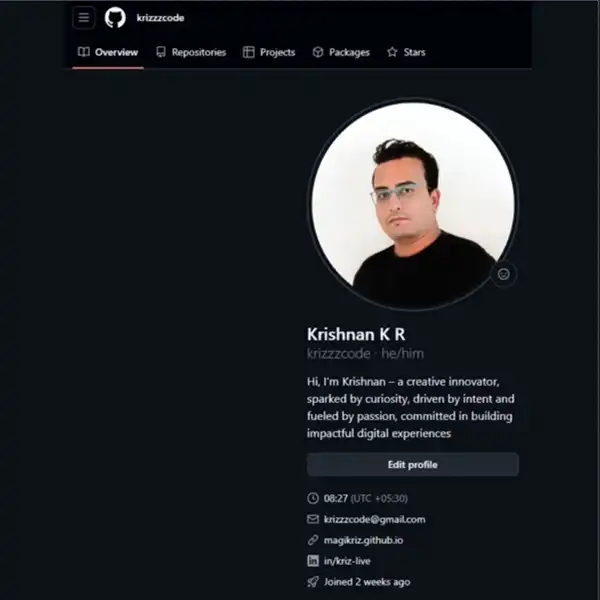 krizzzcode
Overview Repositories Projects Packages Stars
Krishnan K R
krizzzcode · he/him
Hi, I'm Krishnan – a creative innovator,
sparked by curiosity, driven by intent and
fueled by passion, committed in building
impactful digital experiences
Edit profile
08:27 (UTC +05:30)
krizzzcode@gmail.com
magikriz.github.io
in/kriz-live
Joined 2 weeks ago